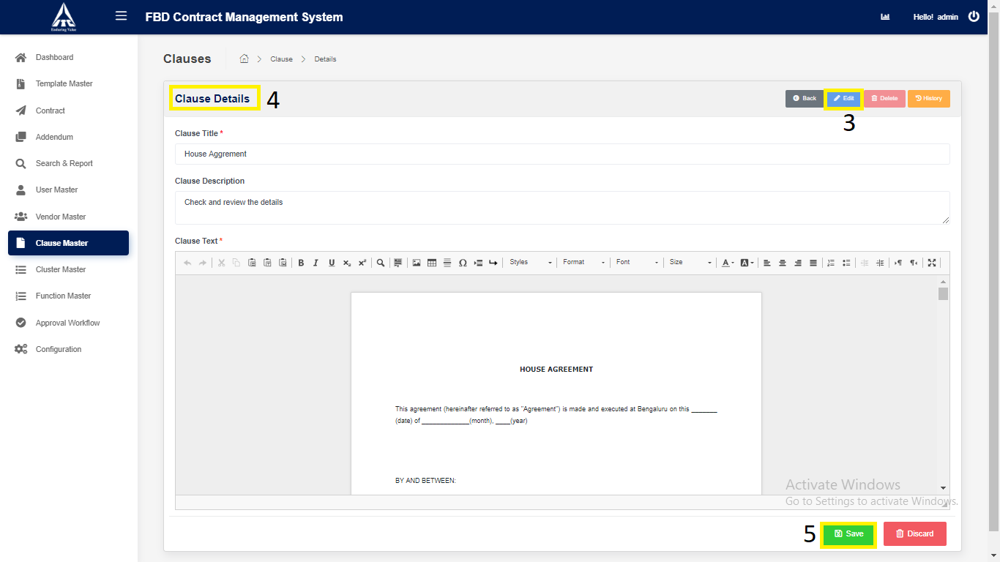 FBD Contract Management System
Hello! admin
Enduring Value
Dashboard
Template Master
Contract
Addendum
Search & Report
User Master
Vendor Master
Clause Master
Cluster Master
Function Master
Approval Workflow
Configuration
Clauses
Clause
Details
Clause Details
4
Back
Edit
Delete
History
3
Clause Title *
House Aggrement
Clause Description
Check and review the details
Clause Text *
Styles
Format
Font
Size
HOUSE AGREEMENT
This agreement (hereinafter referred to as "Agreement") is made and executed at Bengaluru on this _______
(date) of _____________(month), ____(year)
BY AND BETWEEN:
Activate Windows
Go to Settings to activate Windows.
5
Save
Discard